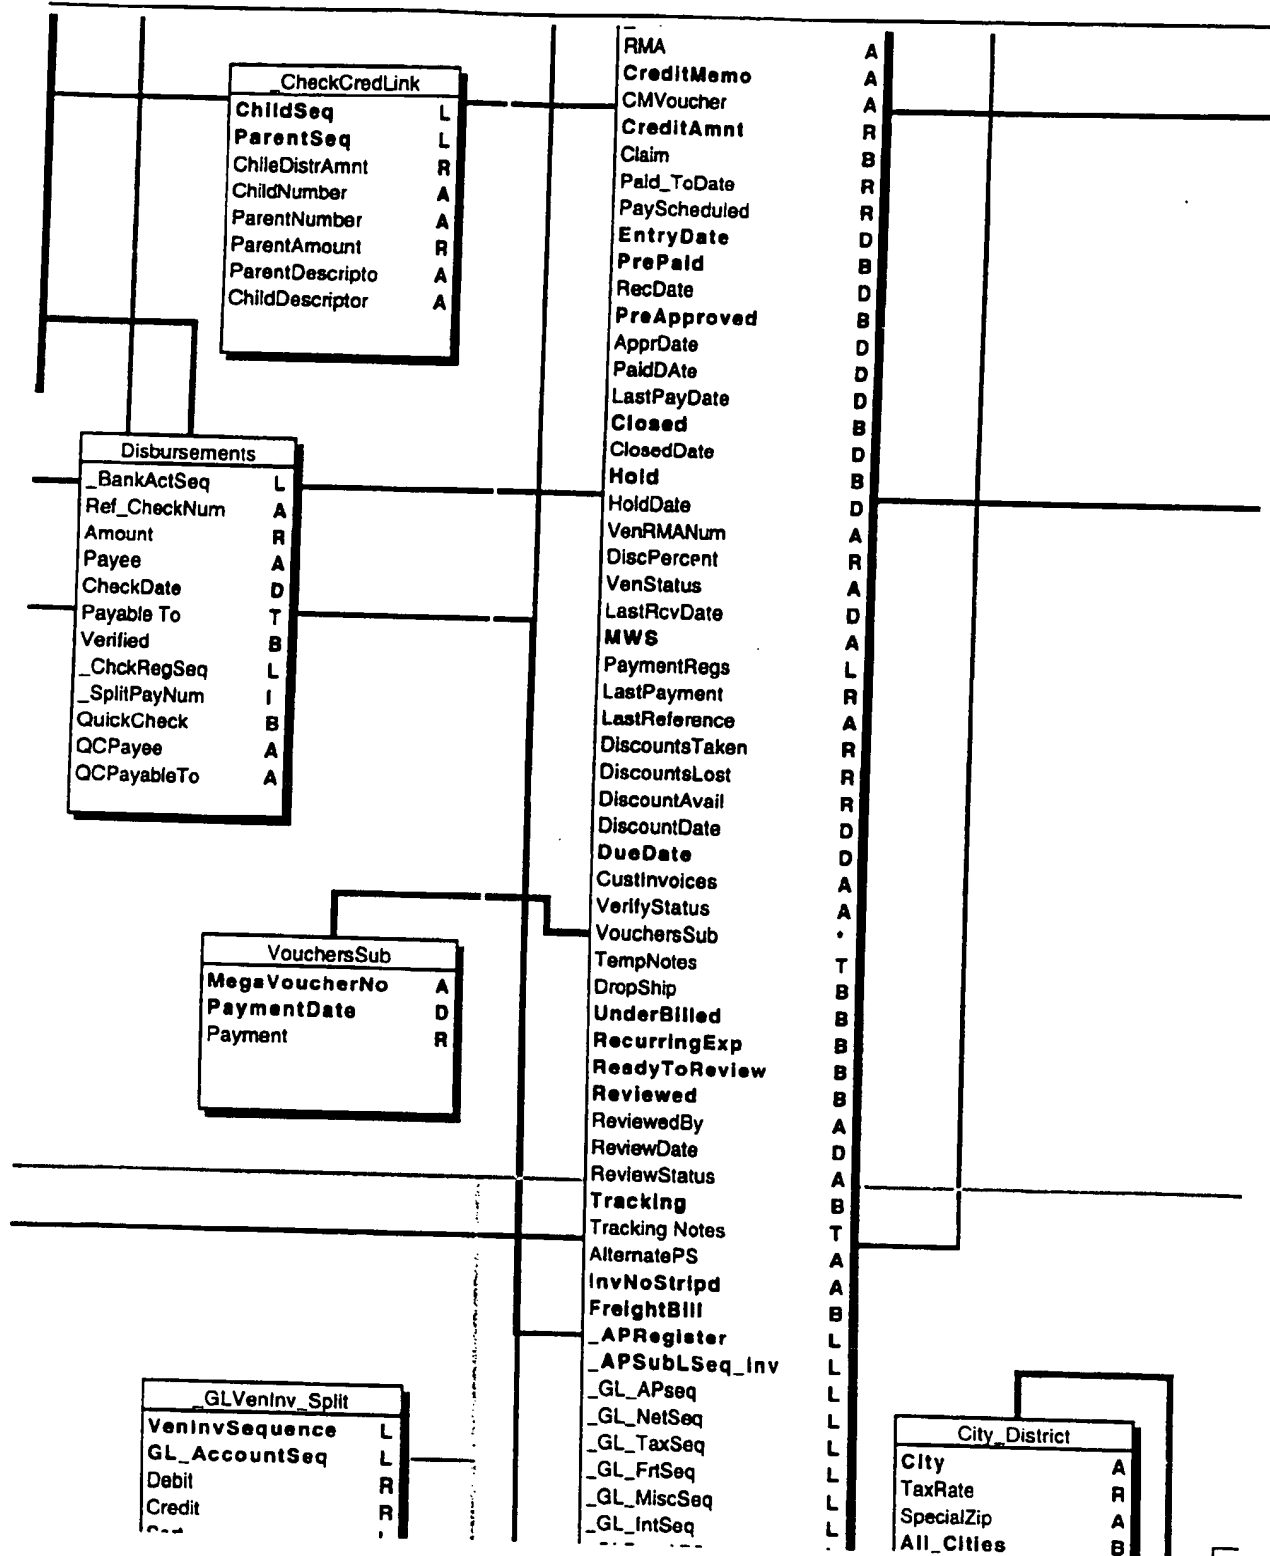 _CheckCredLink
ChildSeq L
ParentSeq L
ChileDistrAmnt R
ChildNumber A
ParentNumber A
ParentAmount R
ParentDescripto A
ChildDescriptor A
Disbursements
_BankActSeq L
Ref_CheckNum A
Amount R
Payee A
CheckDate D
Payable To T
Verified B
_ChckRegSeq L
_SplitPayNum I
QuickCheck B
QCPayee A
QCPayableTo A
VouchersSub
MegaVoucherNo A
PaymentDate D
Payment R
_GLVenInv_Split
VenInvSequence L
GL_AccountSeq L
Debit R
Credit R
RMA A
CreditMemo A
CMVoucher A
CreditAmnt R
Claim B
Paid_ToDate R
PayScheduled R
EntryDate D
PrePaid B
RecDate D
PreApproved B
ApprDate D
PaidDAte D
LastPayDate D
Closed B
ClosedDate D
Hold B
HoldDate D
VenRMANum A
DiscPercent R
VenStatus A
LastRcvDate D
MWS A
PaymentRegs L
LastPayment R
LastReference A
DiscountsTaken R
DiscountsLost R
DiscountAvail R
DiscountDate D
DueDate D
CustInvoices A
VerifyStatus A
VouchersSub *
TempNotes T
DropShip B
UnderBilled B
RecurringExp B
ReadyToReview B
Reviewed B
ReviewedBy A
ReviewDate D
ReviewStatus A
Tracking B
Tracking Notes T
AlternatePS A
InvNoStripd A
FreightBill B
_APRegister L
_APSubLSeq_Inv L
_GL_APseq L
_GL_NetSeq L
_GL_TaxSeq L
_GL_FrtSeq L
_GL_MiscSeq L
_GL_IntSeq L
City_District
City A
TaxRate R
SpecialZip A
All_Cities B